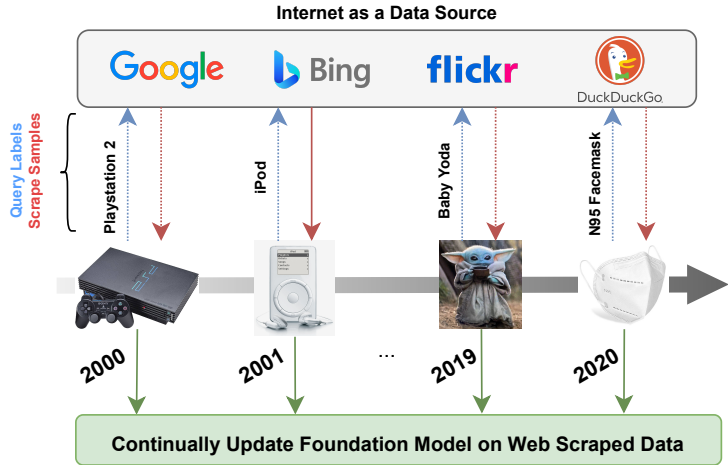 Internet as a Data Source
Google
Bing
flickr
DuckDuckGo
Query Labels
Scrape Samples
Playstation 2
iPod
Baby Yoda
N95 Facemask
2000
2001
...
2019
2020
Continually Update Foundation Model on Web Scraped Data